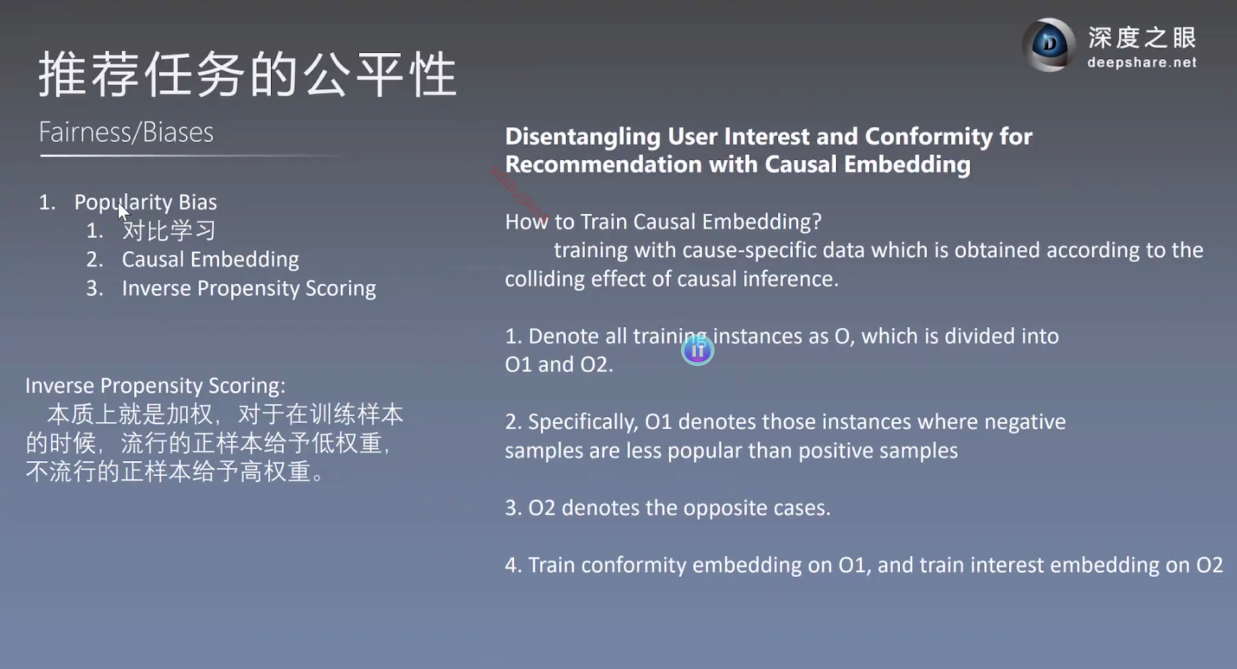 深度之眼
deepshare.net
推荐任务的公平性
Fairness/Biases
1. Popularity Bias
1. 对比学习
2. Causal Embedding
3. Inverse Propensity Scoring
Inverse Propensity Scoring:
本质上就是加权，对于在训练样本
的时候，流行的正样本给予低权重，
不流行的正样本给予高权重。
Disentangling User Interest and Conformity for
Recommendation with Causal Embedding
How to Train Causal Embedding?
training with cause-specific data which is obtained according to the
colliding effect of causal inference.
1. Denote all training instances as O, which is divided into
O1 and O2.
2. Specifically, O1 denotes those instances where negative
samples are less popular than positive samples
3. O2 denotes the opposite cases.
4. Train conformity embedding on O1, and train interest embedding on O2